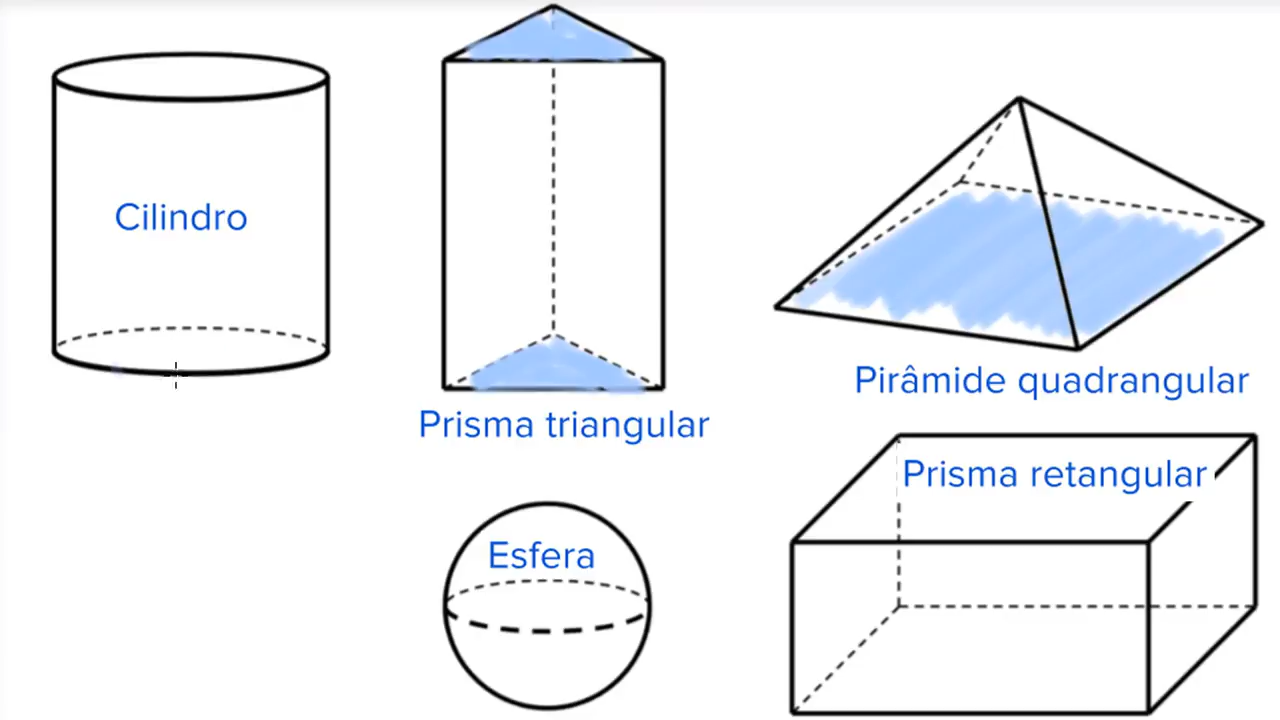 Cilindro
Prisma triangular
Pirâmide quadrangular
Esfera
Prisma retangular